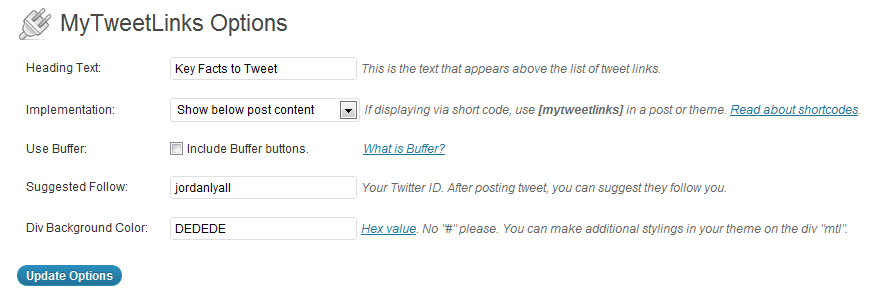 MyTweetLinks Options
Heading Text: Key Facts to Tweet This is the text that appears above the list of tweet links.
Implementation: Show below post content If displaying via short code, use [mytweetlinks] in a post or theme. Read about shortcodes.
Use Buffer: Include Buffer buttons. What is Buffer?
Suggested Follow: jordanlyall Your Twitter ID. After posting tweet, you can suggest they follow you.
Div Background Color: DEDEDE Hex value. No "#" please. You can make additional stylings in your theme on the div "mtl".
Update Options